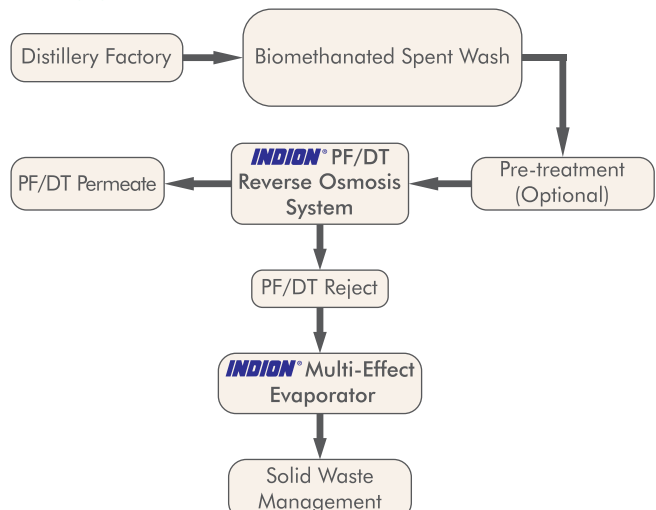 Distillery Factory
Biomethanated Spent Wash
Pre-treatment
(Optional)
INDION® PF/DT
Reverse Osmosis
System
PF/DT Permeate
PF/DT Reject
INDION® Multi-Effect
Evaporator
Solid Waste
Management